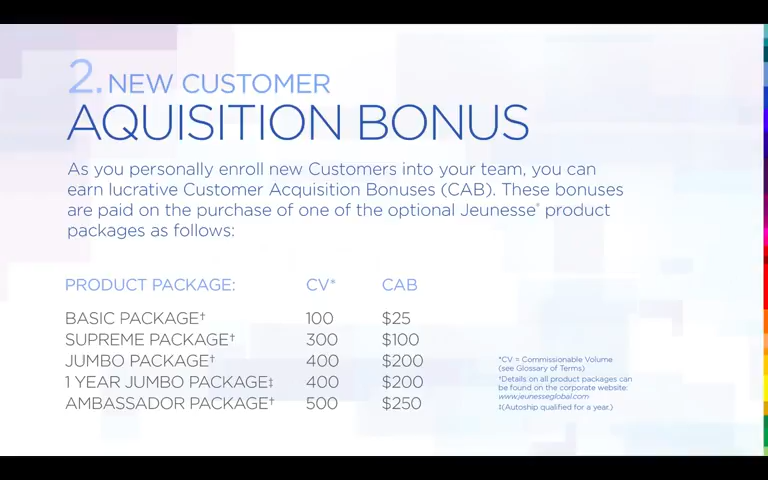 2. NEW CUSTOMER
AQUISITION BONUS
As you personally enroll new Customers into your team, you can
earn lucrative Customer Acquisition Bonuses (CAB). These bonuses
are paid on the purchase of one of the optional Jeunesse® product
packages as follows:
PRODUCT PACKAGE: CV* CAB
BASIC PACKAGE† 100 $25
SUPREME PACKAGE† 300 $100
JUMBO PACKAGE† 400 $200
1 YEAR JUMBO PACKAGE‡ 400 $200
AMBASSADOR PACKAGE† 500 $250
*CV = Commissionable Volume
(see Glossary of Terms)
†Details on all product packages can
be found on the corporate website:
www.jeunesseglobal.com
‡(Autoship qualified for a year.)